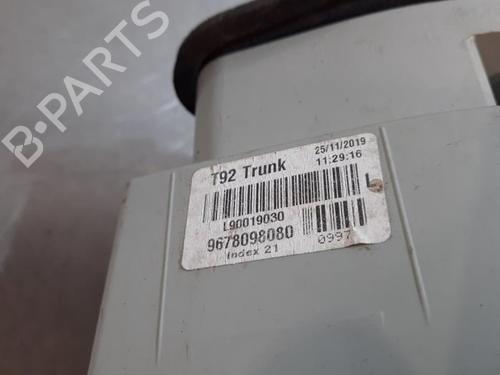 B-PARTS
T92 Trunk
25/11/2019
11:29:16
L
L90019030
9678098080
0997
Index 21